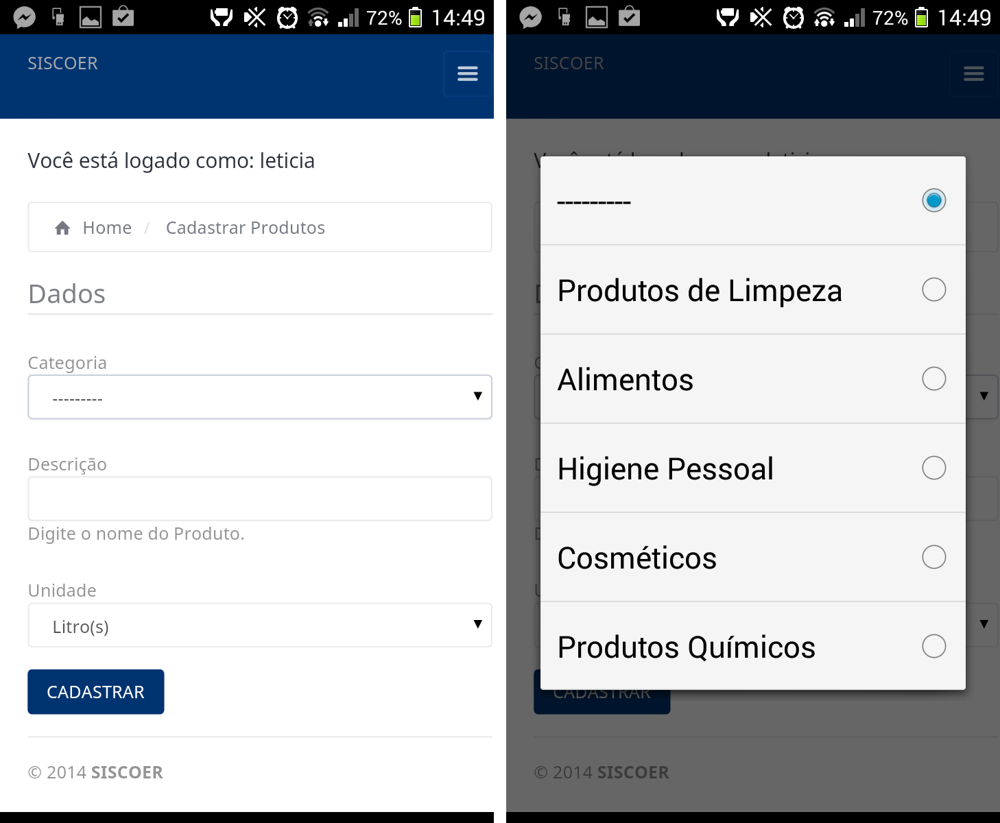 72% 14:49
SISCOER
Você está logado como: leticia
Home / Cadastrar Produtos
Dados
Categoria
---------
Descrição
Digite o nome do Produto.
Unidade
Litro(s)
CADASTRAR
© 2014 SISCOER
72% 14:49
SISCOER
---------
Produtos de Limpeza
Alimentos
Higiene Pessoal
Cosméticos
Produtos Químicos
CADASTRAR
© 2014 SISCOER